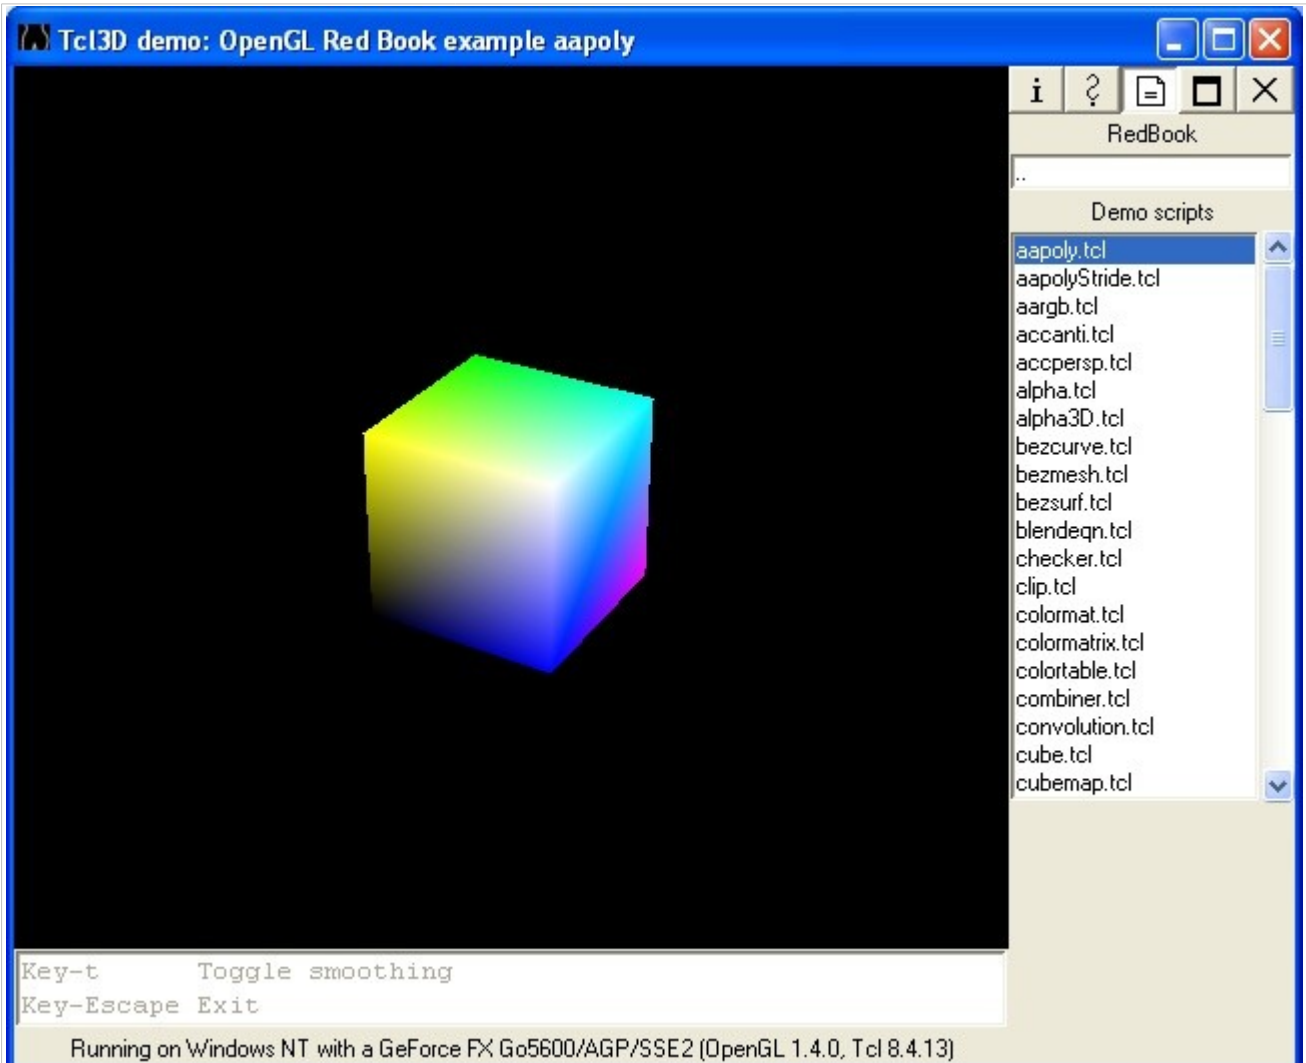 Tcl3D demo: OpenGL Red Book example aapoly
i ?
RedBook
..
Demo scripts
aapoly.tcl
aapolyStride.tcl
aargb.tcl
accanti.tcl
accpersp.tcl
alpha.tcl
alpha3D.tcl
bezcurve.tcl
bezmesh.tcl
bezsurf.tcl
blendeqn.tcl
checker.tcl
clip.tcl
colormat.tcl
colormatrix.tcl
colortable.tcl
combiner.tcl
convolution.tcl
cube.tcl
cubemap.tcl
Key-t Toggle smoothing
Key-Escape Exit
Running on Windows NT with a GeForce FX Go5600/AGP/SSE2 (OpenGL 1.4.0, Tcl 8.4.13)